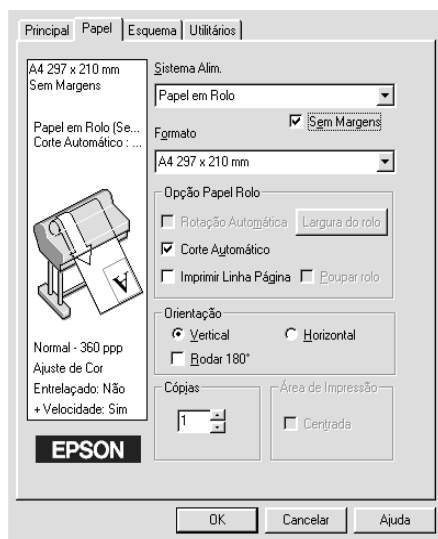 Principal Papel Esquema Utilitários
A4 297 x 210 mm
Sem Margens
Papel em Rolo (Se...
Corte Automático : ...
A
Normal - 360 ppp
Ajuste de Cor
Entrelaçado: Não
+ Velocidade: Sim
EPSON
Sistema Alim.
Papel em Rolo
Sem Margens
Formato
A4 297 x 210 mm
Opção Papel Rolo
Rotação Automática Largura do rolo
Corte Automático
Imprimir Linha Página Poupar rolo
Orientação
Vertical Horizontal
Rodar 180°
Cópias
1
Área de Impressão
Centrada
OK Cancelar Ajuda